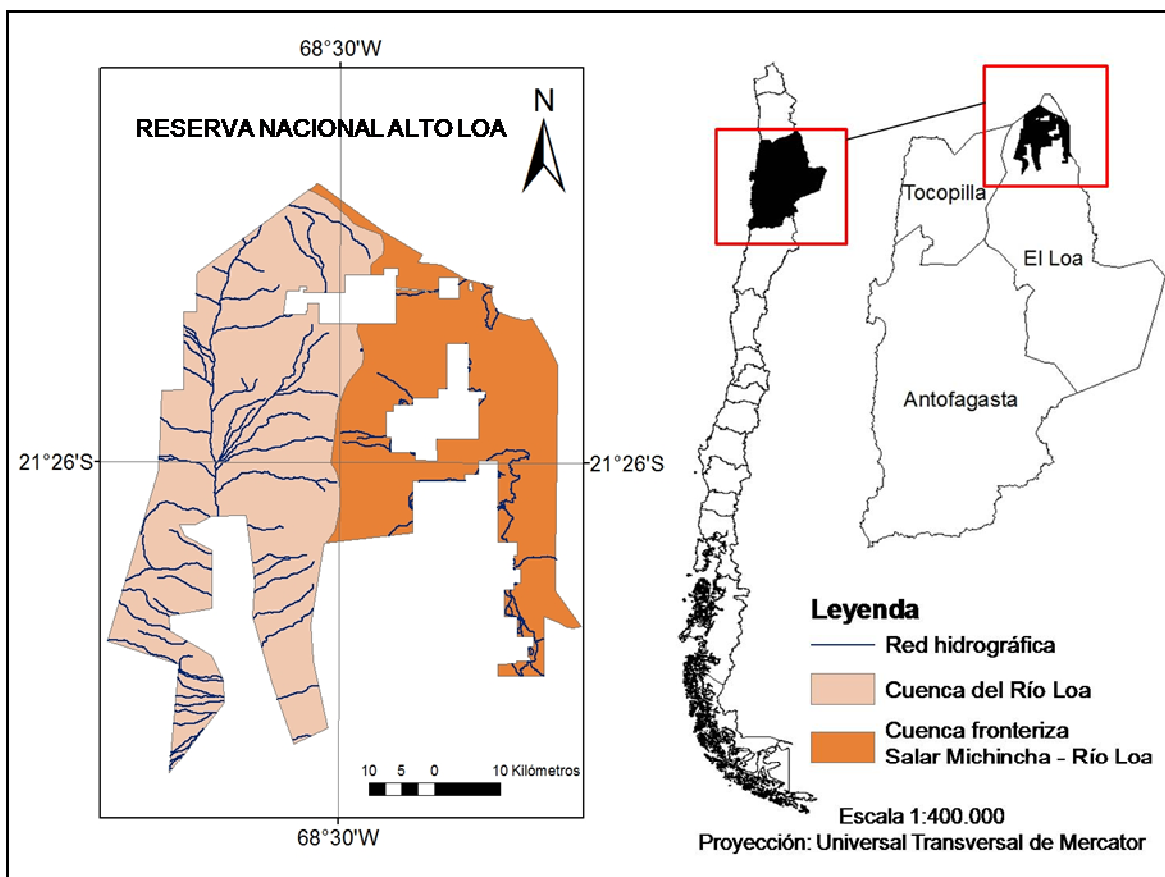 68°30'W
RESERVA NACIONAL ALTO LOA
N
21°26'S
21°26'S
10 5 0 10 Kilómetros
68°30'W
Tocopilla
El Loa
Antofagasta
Leyenda
Red hidrográfica
Cuenca del Río Loa
Cuenca fronteriza
Salar Michincha - Río Loa
Escala 1:400.000
Proyección: Universal Transversal de Mercator